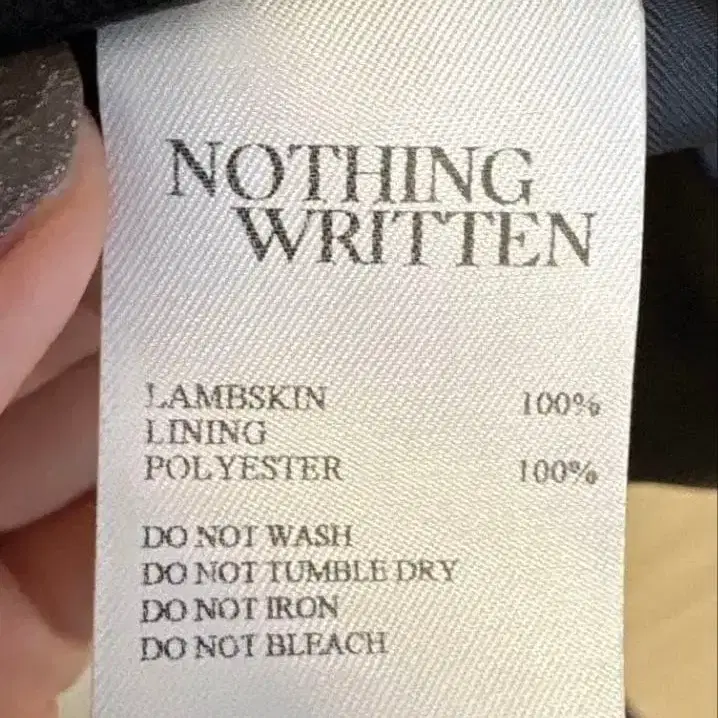 NOTHING
WRITTEN
LAMBSKIN 100%
LINING
POLYESTER 100%
DO NOT WASH
DO NOT TUMBLE DRY
DO NOT IRON
DO NOT BLEACH